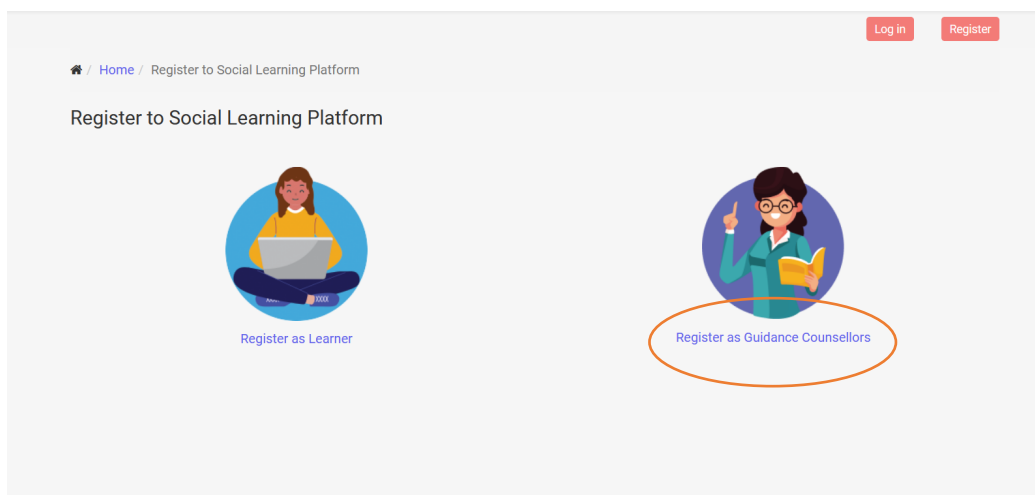 Log in Register
/ Home / Register to Social Learning Platform
Register to Social Learning Platform
XXXX
Register as Learner
Register as Guidance Counsellors